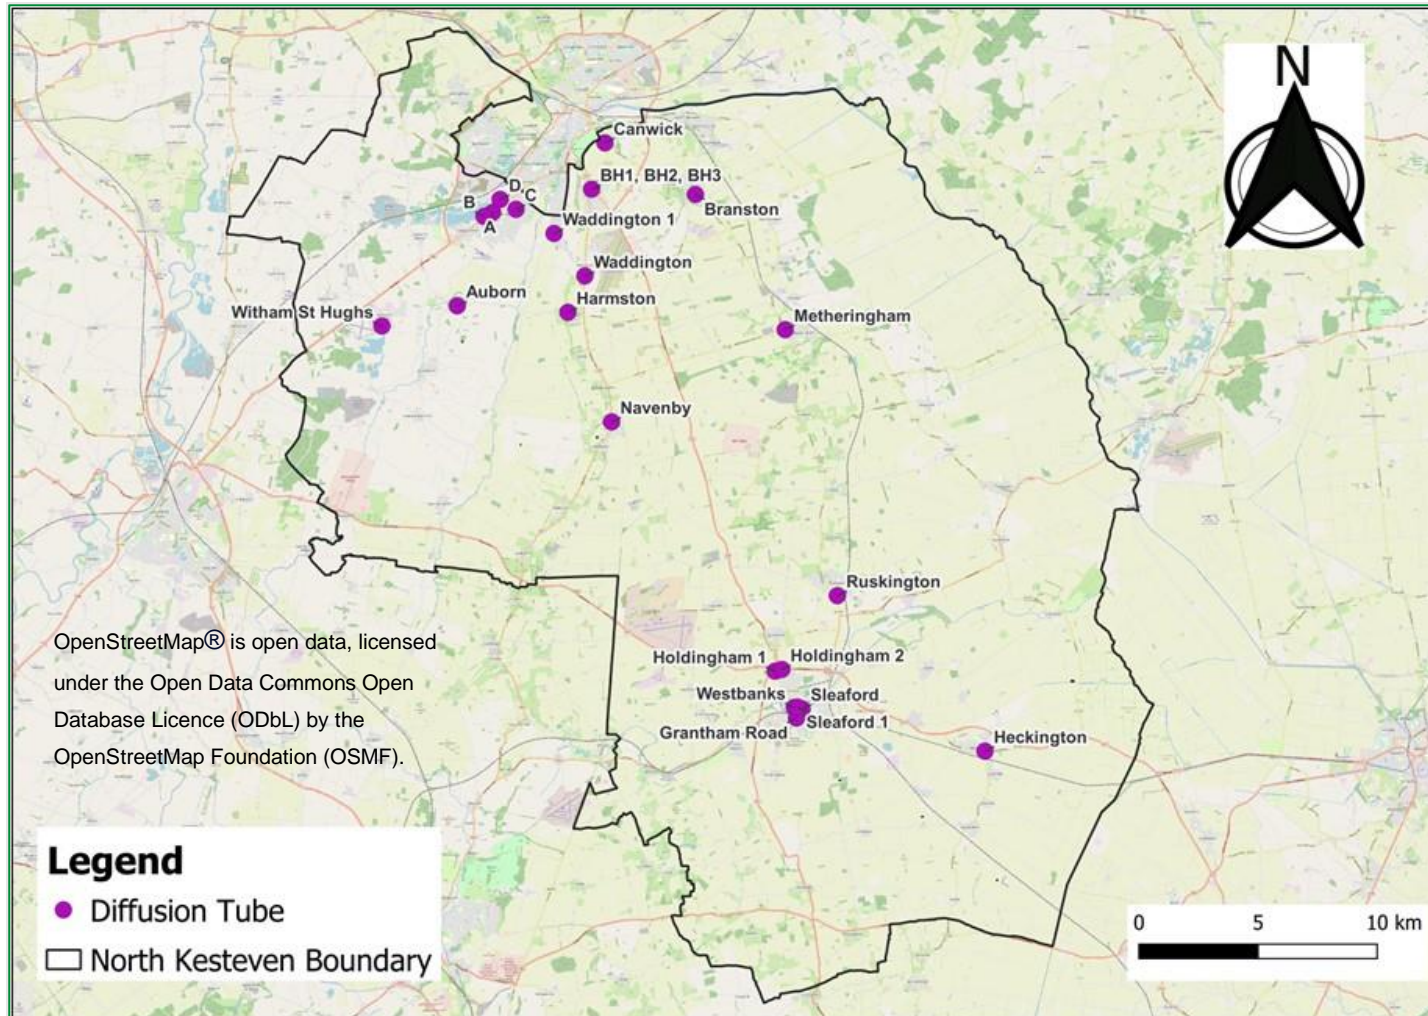 N
Canwick
BH1, BH2, BH3
D
B
C
Branston
A
Waddington 1
Waddington
Auborn
Harmston
Witham St Hughs
Metheringham
Navenby
Ruskington
OpenStreetMap® is open data, licensed
under the Open Data Commons Open
Database Licence (ODbL) by the
OpenStreetMap Foundation (OSMF).
Holdingham 1
Holdingham 2
Westbanks
Sleaford
Sleaford 1
Grantham Road
Heckington
Legend
Diffusion Tube
North Kesteven Boundary
0 5 10 km